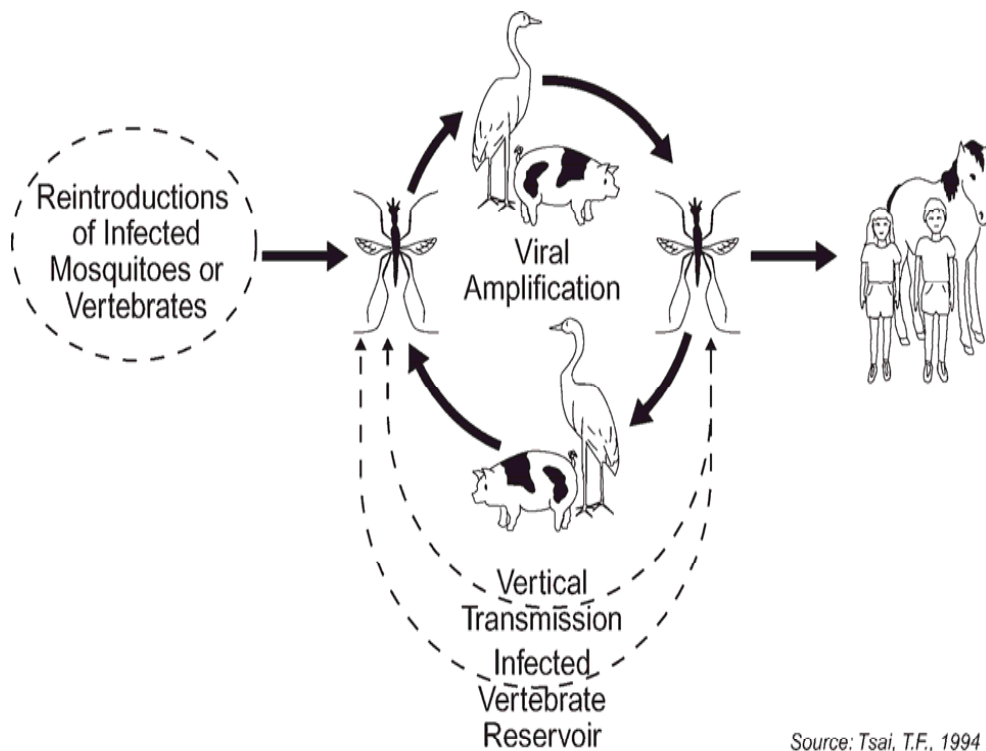 Reintroductions
of Infected
Mosquitoes or
Vertebrates
Viral
Amplification
Vertical
Transmission
Infected
Vertebrate
Reservoir
Source: Tsai, T.F., 1994